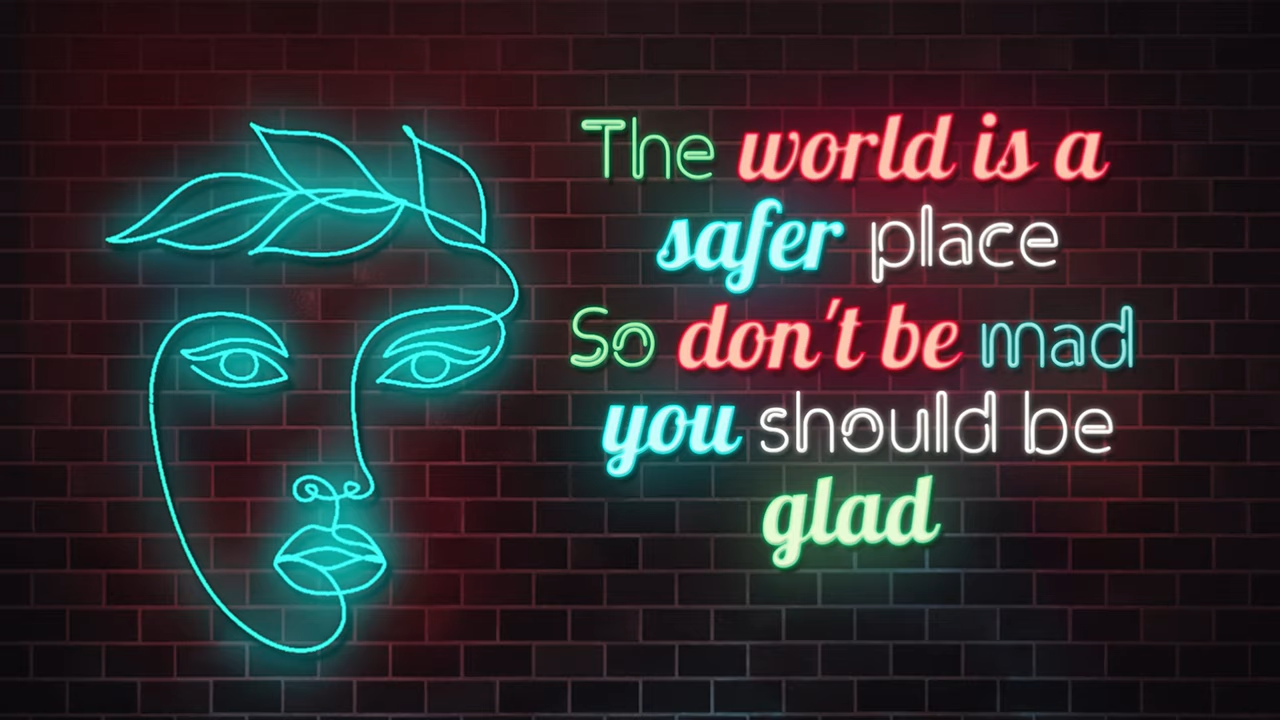 The world is a
safer place
So don't be mad
you should be
glad